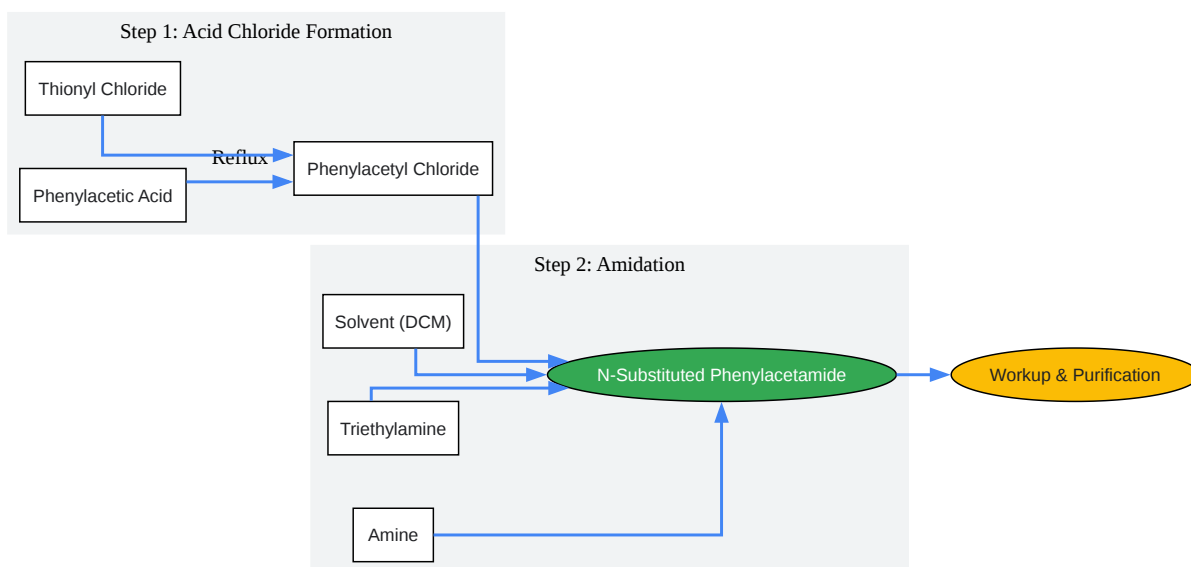 Step 1: Acid Chloride Formation
Thionyl Chloride
Reflux
Phenylacetyl Chloride
Phenylacetic Acid
Step 2: Amidation
Solvent (DCM)
N-Substituted Phenylacetamide
Workup & Purification
Triethylamine
Amine